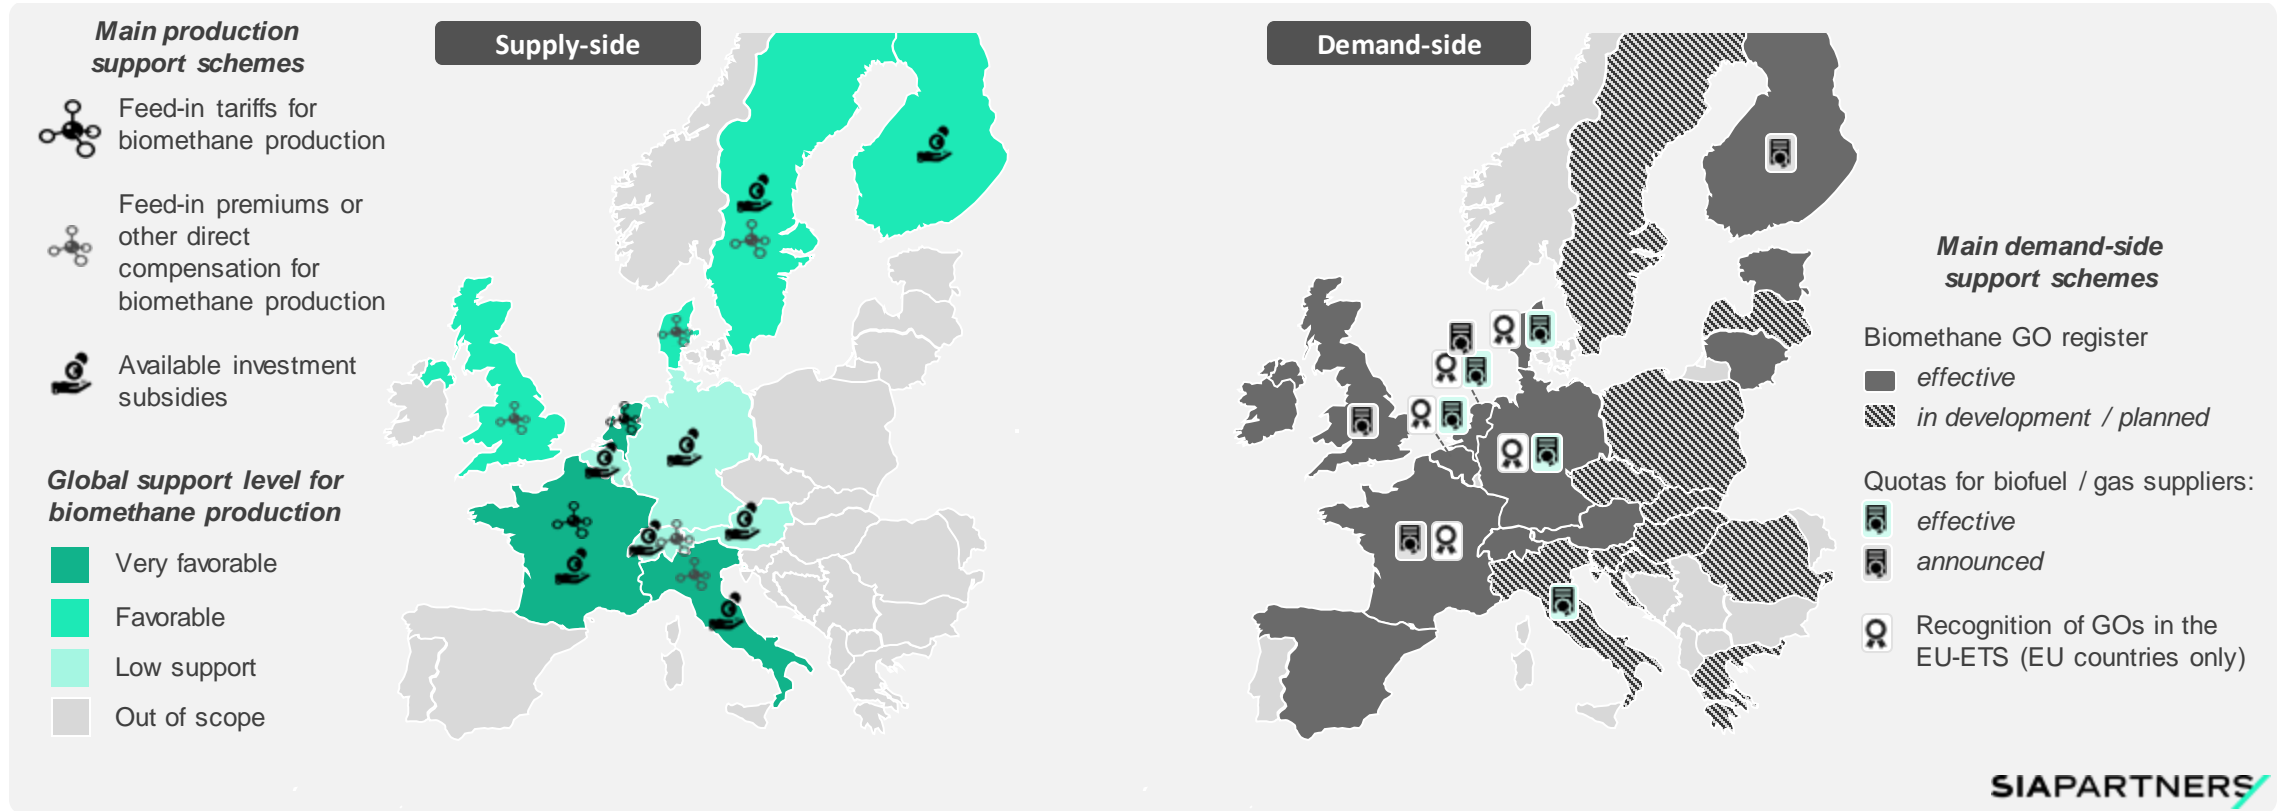 Main production
support schemes
Feed-in tariffs for
biomethane production
Feed-in premiums or
other direct
compensation for
biomethane production
Available investment
subsidies
Global support level for
biomethane production
Very favorable
Favorable
Low support
Out of scope
Supply-side
Demand-side
Main demand-side
support schemes
Biomethane GO register
effective
in development / planned
Quotas for biofuel / gas suppliers:
effective
announced
Recognition of GOs in the
EU-ETS (EU countries only)
SIAPARTNERS